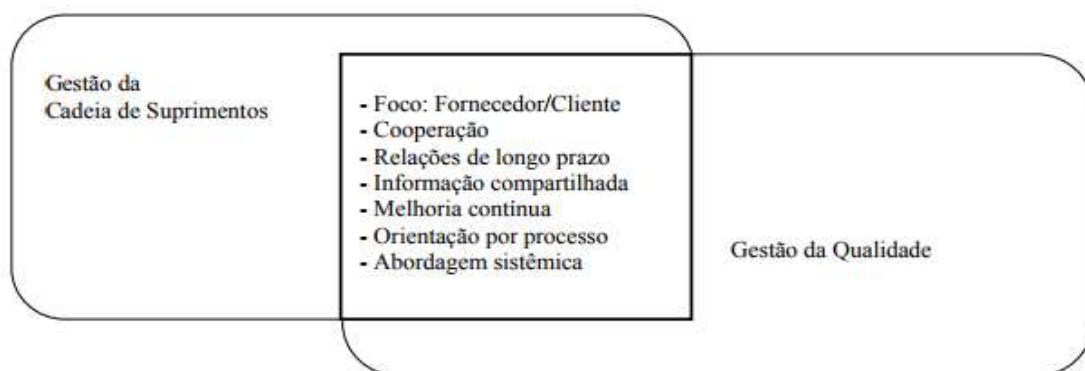 Gestão da
Cadeia de Suprimentos
- Foco: Fornecedor/Cliente
- Cooperação
- Relações de longo prazo
- Informação compartilhada
- Melhoria contínua
- Orientação por processo
- Abordagem sistêmica
Gestão da Qualidade